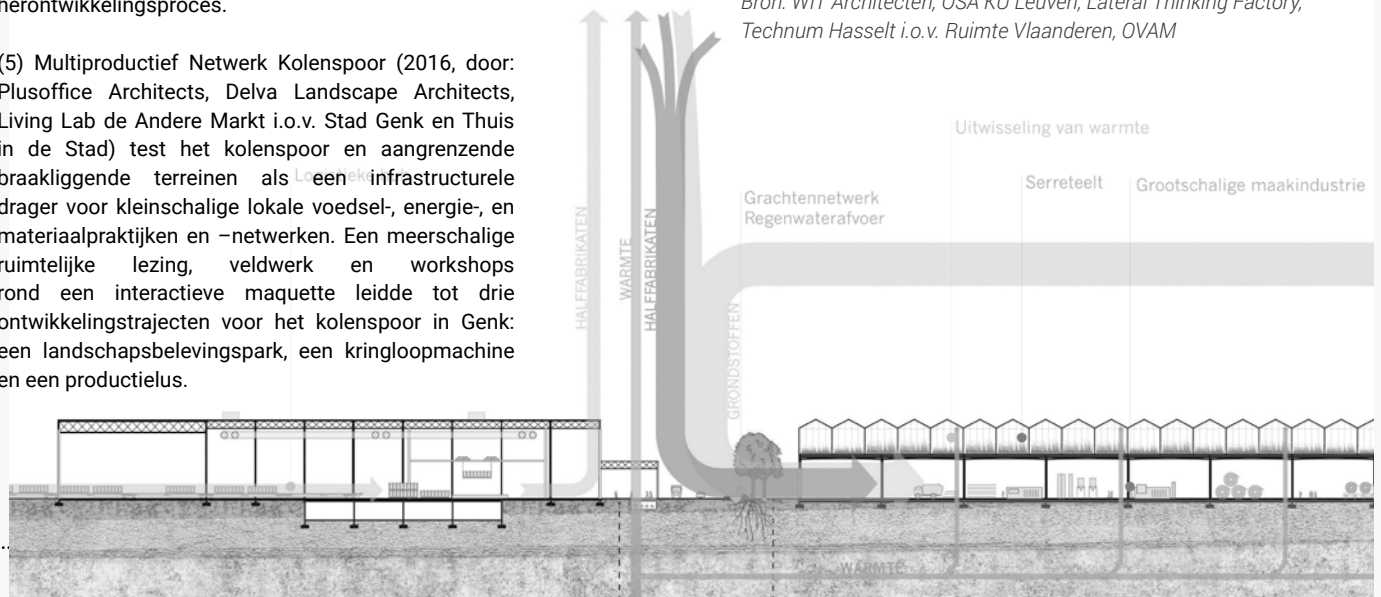 herontwikkelingsproces.
(5) Multiproductief Netwerk Kolenspoor (2016, door:
Plusoffice Architects, Delva Landscape Architects,
Living Lab de Andere Markt i.o.v. Stad Genk en Thuis
in de Stad) test het kolenspoor en aangrenzende
braakliggende terreinen als een infrastructurele
drager voor kleinschalige lokale voedsel-, energie-, en
materiaalpraktijken en –netwerken. Een meerschalige
ruimtelijke lezing, veldwerk en workshops
rond een interactieve maquette leidde tot drie
ontwikkelingstrajecten voor het kolenspoor in Genk:
een landschapsbelevingspark, een kringloopmachine
en een productielus.
Bron: WIT Architecten, OSA KU Leuven, Lateral Thinking Factory,
Technum Hasselt i.o.v. Ruimte Vlaanderen, OVAM
Uitwisseling van warmte
Serreteelt
Grootschalige maakindustrie
Grachtennetwerk
Regenwaterafvoer
HALFFABRIKATEN
WARMTE
HALFFABRIKATEN
GRONDSTOFFEN
WARMTE